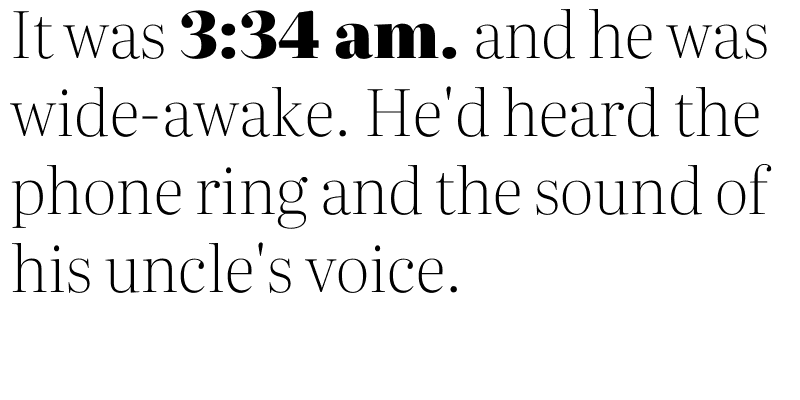 It was 3:34 am. and he was
wide-awake. He'd heard the
phone ring and the sound of
his uncle's voice.